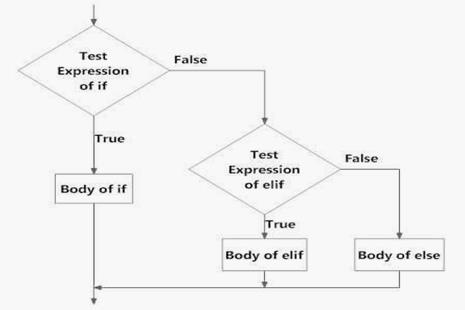 Test
Expression
of if
False
True
Body of if
Test
Expression
of elif
False
True
Body of elif
Body of else